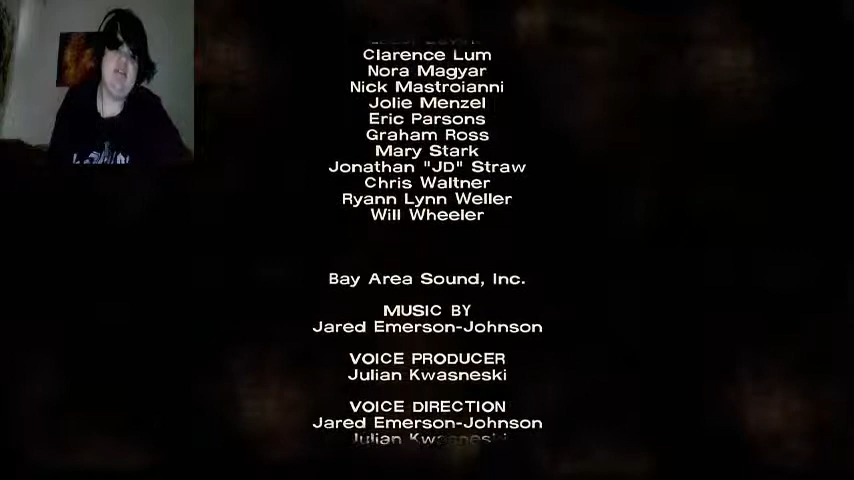 Clarence Lum
Nora Magyar
Nick Mastroianni
Jolie Menzel
Eric Parsons
Graham Ross
Mary Stark
Jonathan "JD" Straw
Chris Waltner
Ryann Lynn Weller
Will Wheeler
Bay Area Sound, Inc.
MUSIC BY
Jared Emerson-Johnson
VOICE PRODUCER
Julian Kwasneski
VOICE DIRECTION
Jared Emerson-Johnson
Julian Kwasneski